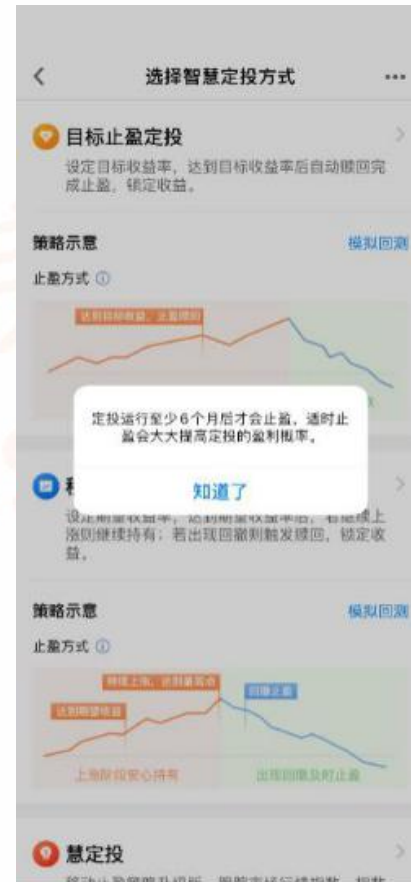 选择智慧定投方式
目标止盈定投
设定目标收益率，达到目标收益率后自动赎回完
成止盈，锁定收益。
策略示意
模拟回测
止盈方式
达到目标收益，止盈赎回
定投运行至少6个月后才会止盈，适时止
盈会大大提高定投的盈利概率。
知道了
设定期望收益率，达到期望收益率后，若继续上
涨则继续持有；若出现回撤则触发赎回，锁定收
益。
策略示意
模拟回测
止盈方式
持续上涨，达到最高点
回撤止盈
达到期望收益
上涨阶段安心持有
出现回撤及时止盈
慧定投